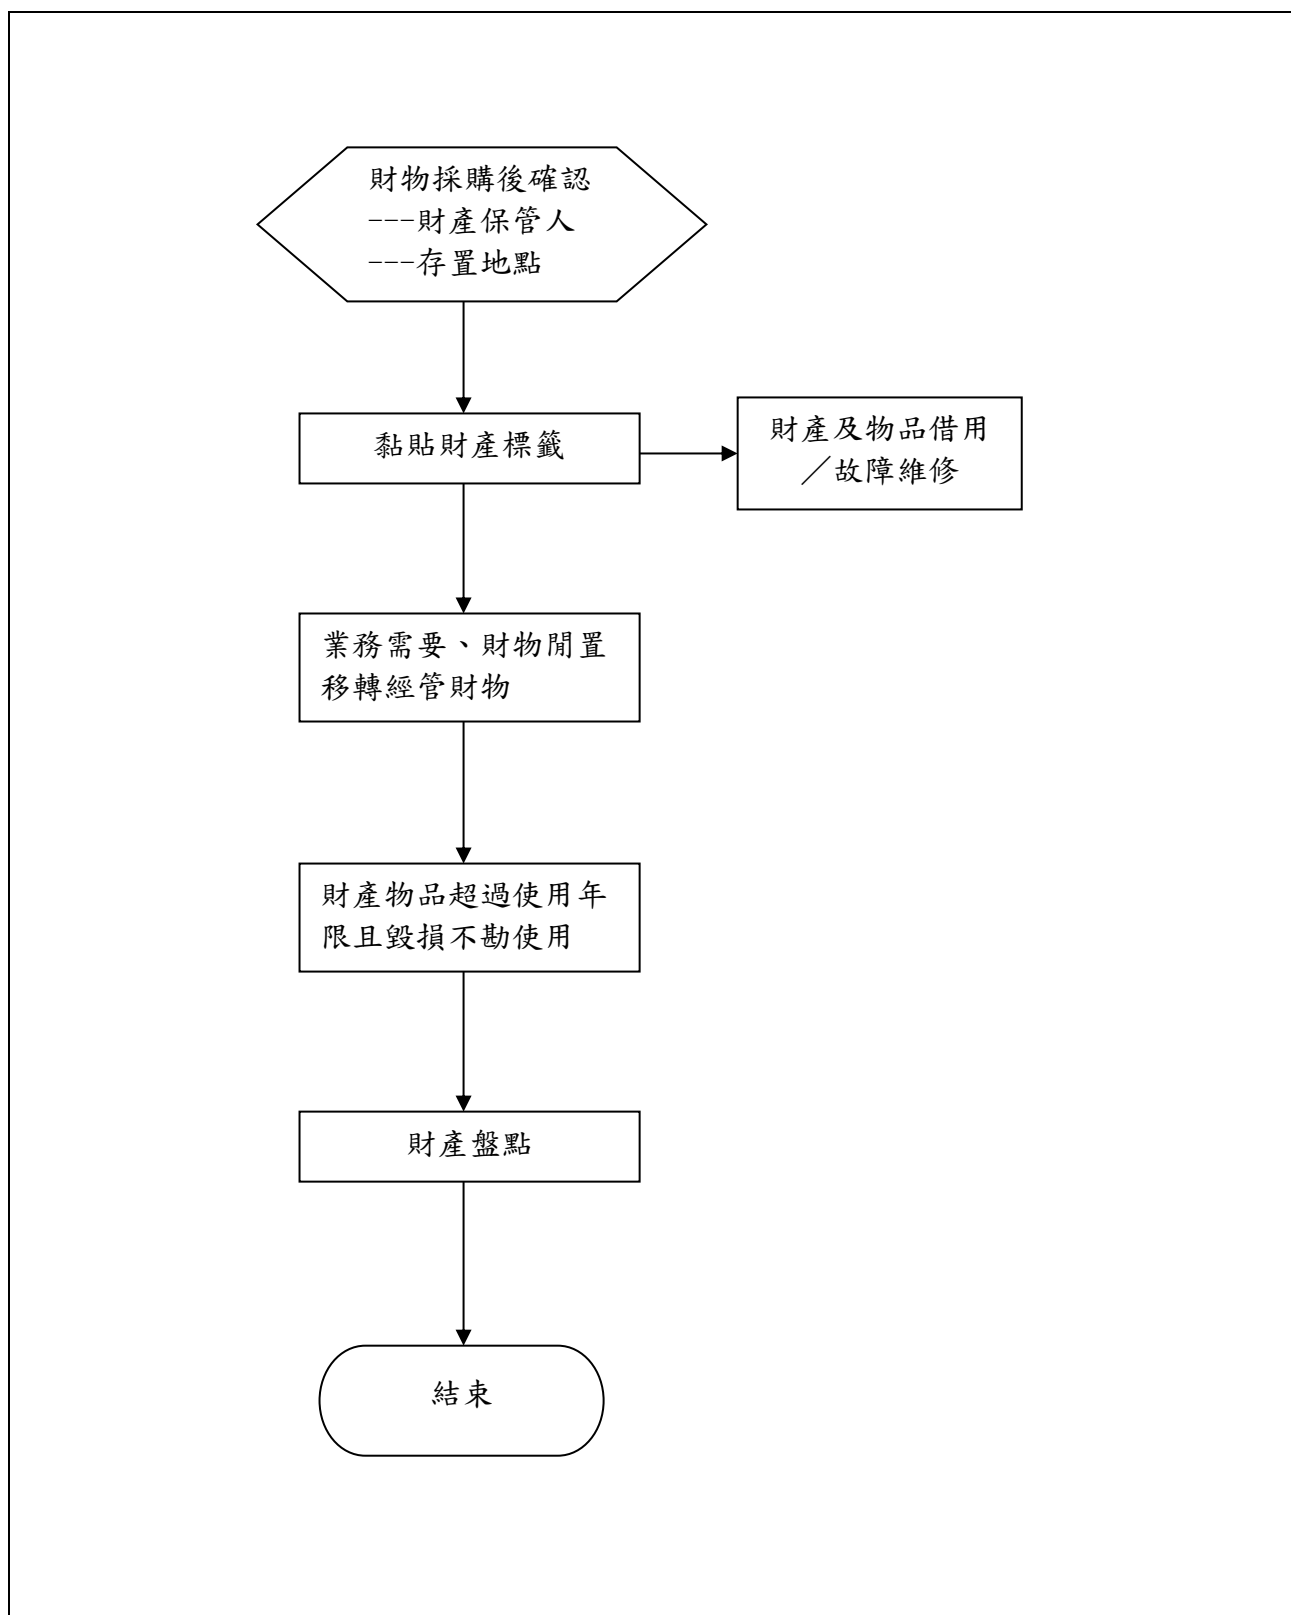 財物採購後確認
---財產保管人
---存置地點
黏貼財產標籤
財產及物品借用
／故障維修
業務需要、財物閒置
移轉經管財物
財產物品超過使用年
限且毀損不勘使用
財產盤點
結束